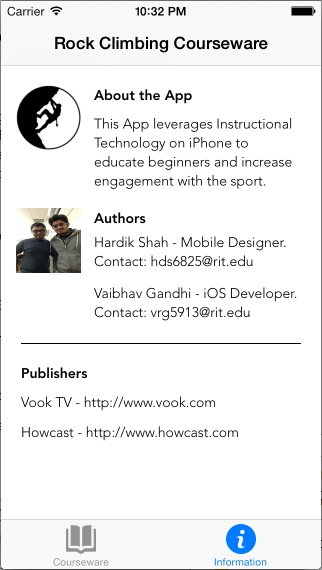 Carrier 10:32 PM
Rock Climbing Courseware
About the App
This App leverages Instructional
Technology on iPhone to
educate beginners and increase
engagement with the sport.
Authors
Hardik Shah - Mobile Designer.
Contact: hds6825@rit.edu
Vaibhav Gandhi - iOS Developer.
Contact: vrg5913@rit.edu
Publishers
Vook TV - http://www.vook.com
Howcast - http://www.howcast.com
Courseware Information